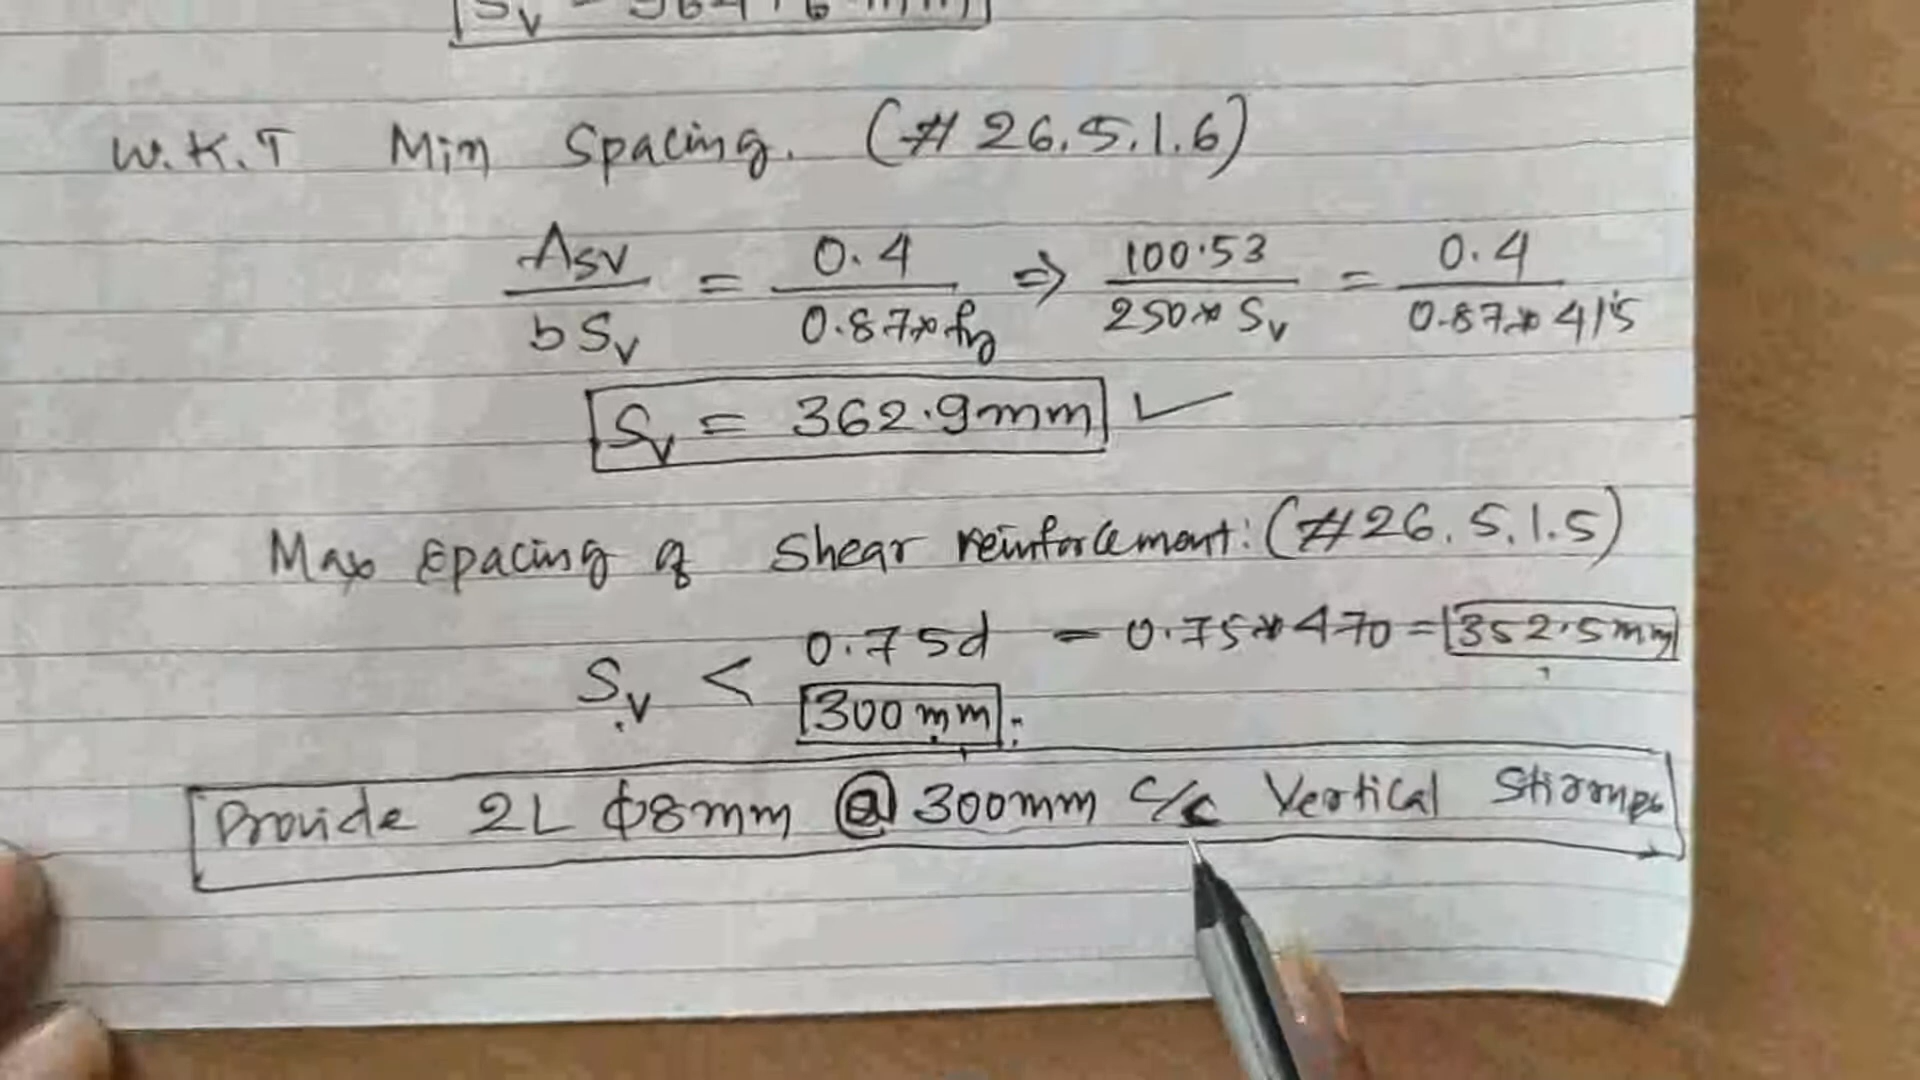 W.K.T Min Spacing. (# 26.5.1.6)
Asv / b Sv = 0.4 / 0.87*fy => 100.53 / 250* Sv = 0.4 / 0.87* 415
Sv = 362.9mm ✓
Max Spacing of Shear reinforcement: (#26.5.1.5)
Sv < 0.75d - 0.75*470 = 352.5mm
300mm.
Provide 2L ϕ8mm @ 300mm c/c Vertical